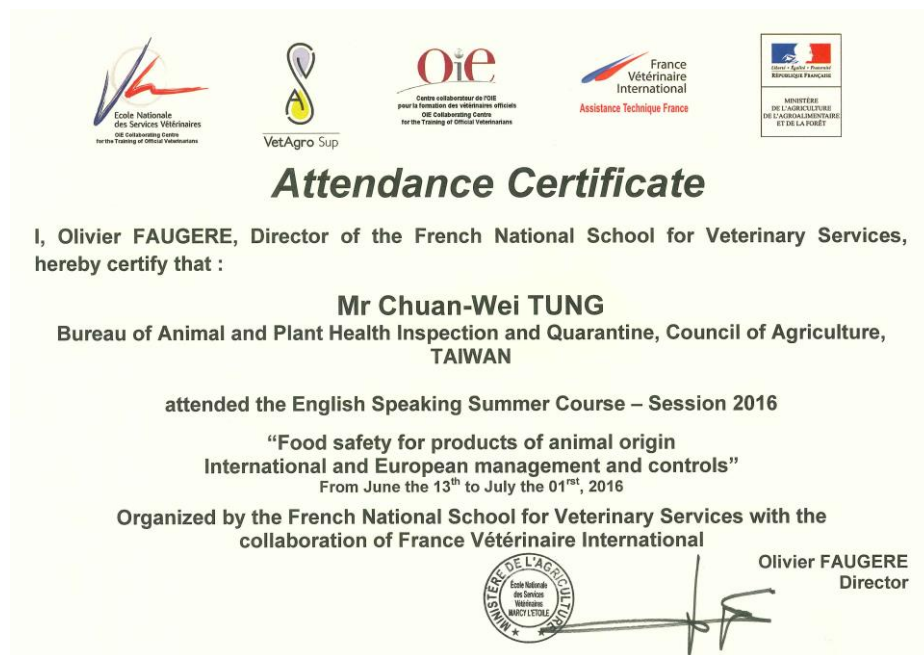 Ecole Nationale
des Services Vétérinaires
OIE Collaborating Centre
for the Training of Official Veterinarians
VetAgro Sup
OiE
Centre collaborateur de l'OIE
pour la formation des vétérinaires officiels
OIE Collaborating Centre
for the Training of Official Veterinarians
France
Vétérinaire
International
Assistance Technique France
Liberté • Égalité • Fraternité
RÉPUBLIQUE FRANÇAISE
MINISTÈRE
DE L'AGRICULTURE
DE L'AGROALIMENTAIRE
ET DE LA FORÊT
Attendance Certificate
I, Olivier FAUGERE, Director of the French National School for Veterinary Services,
hereby certify that :
Mr Chuan-Wei TUNG
Bureau of Animal and Plant Health Inspection and Quarantine, Council of Agriculture,
TAIWAN
attended the English Speaking Summer Course – Session 2016
“Food safety for products of animal origin
International and European management and controls”
From June the 13th to July the 01rst, 2016
Organized by the French National School for Veterinary Services with the
collaboration of France Vétérinaire International
Olivier FAUGERE
Director
MINISTÈRE DE L'AGRICULTURE
École Nationale
des Services
Vétérinaires
MARCY L'ETOILE